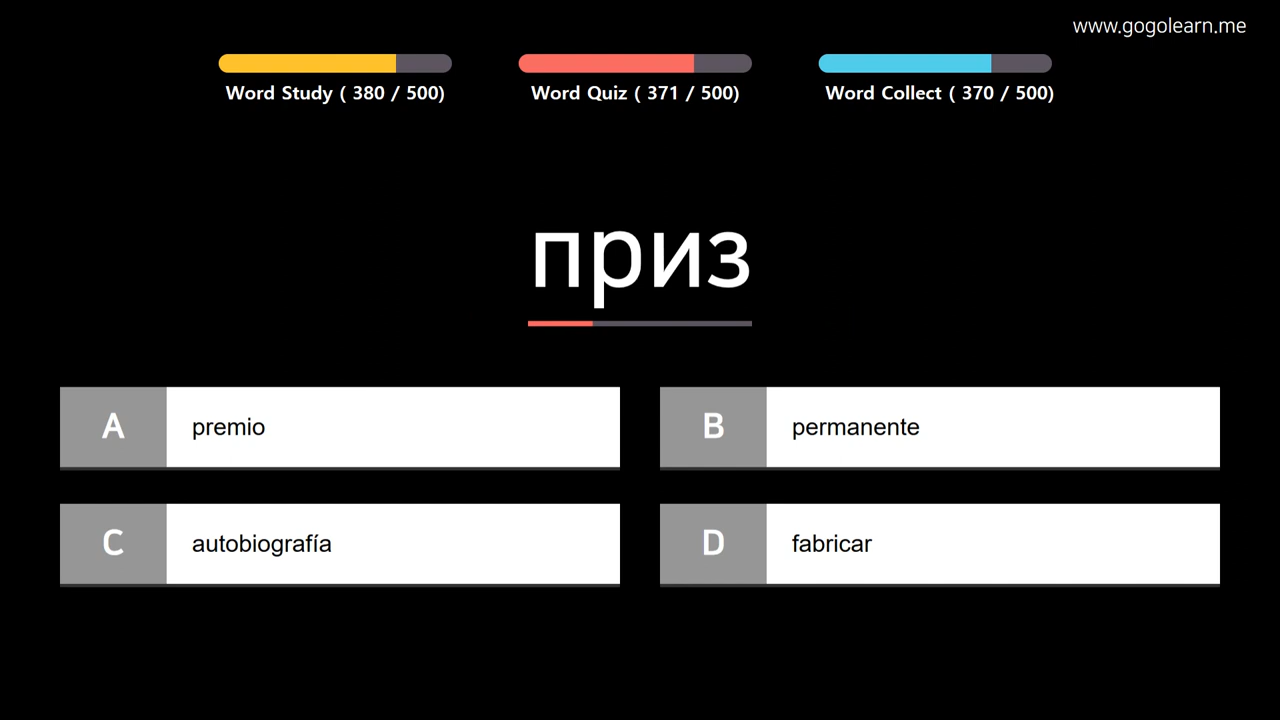 www.gogolearn.me
Word Study ( 380 / 500)
Word Quiz ( 371 / 500)
Word Collect ( 370 / 500)
приз
A premio
B permanente
C autobiografía
D fabricar